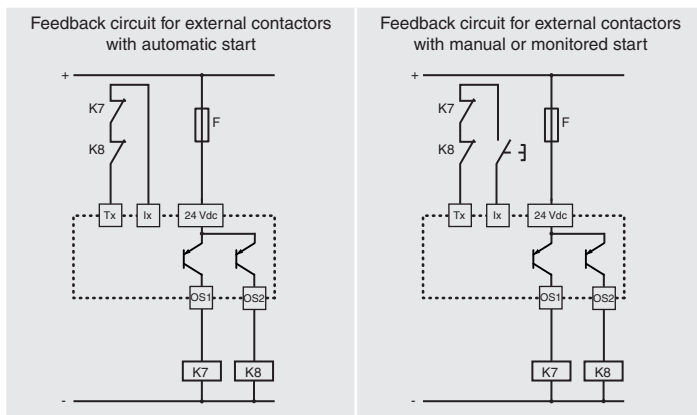 Feedback circuit for external contactors
with automatic start
+
K7
F
K8
Tx
Ix
24 Vdc
OS1
OS2
K7
K8
-
Feedback circuit for external contactors
with manual or monitored start
+
K7
F
K8
Tx
Ix
24 Vdc
OS1
OS2
K7
K8
-